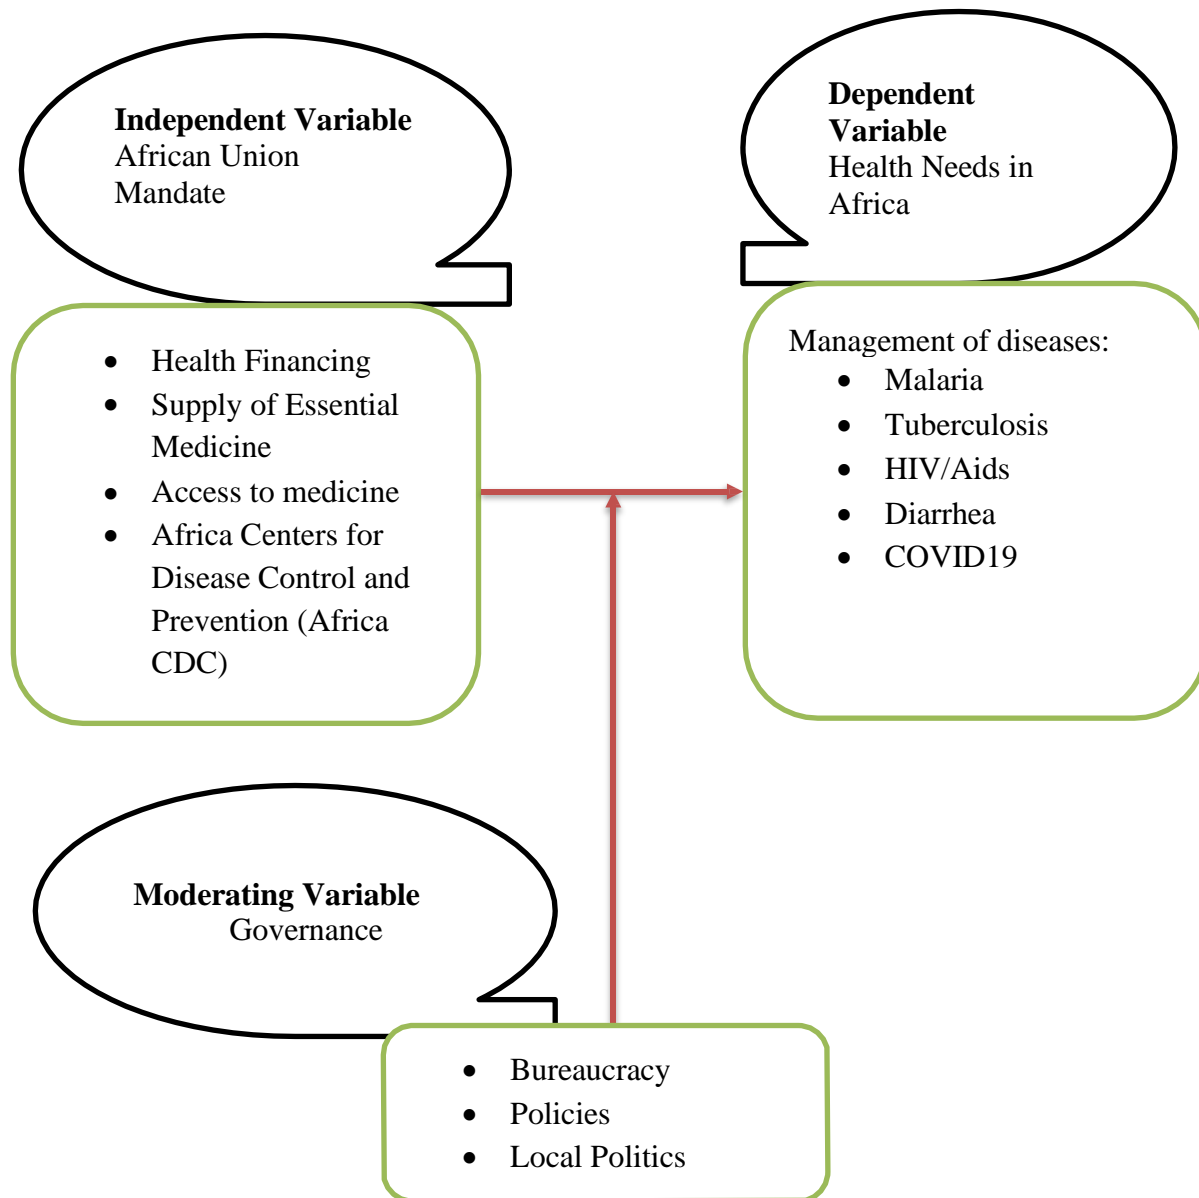 Independent Variable
African Union
Mandate
• Health Financing
• Supply of Essential
Medicine
• Access to medicine
• Africa Centers for
Disease Control and
Prevention (Africa
CDC)
Dependent
Variable
Health Needs in
Africa
Management of diseases:
• Malaria
• Tuberculosis
• HIV/Aids
• Diarrhea
• COVID19
Moderating Variable
Governance
• Bureaucracy
• Policies
• Local Politics